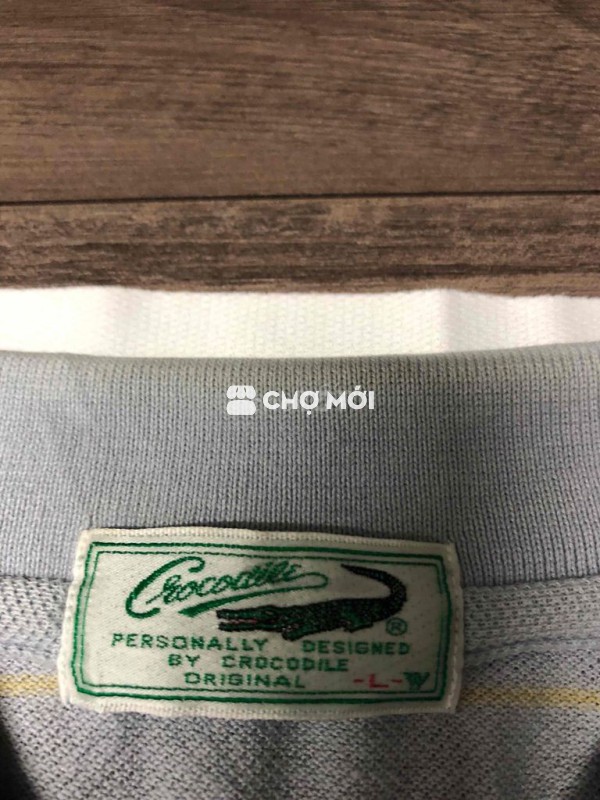 CHỢ MỚI
Crocodile
®
PERSONALLY DESIGNED
BY CROCODILE
ORIGINAL -L-